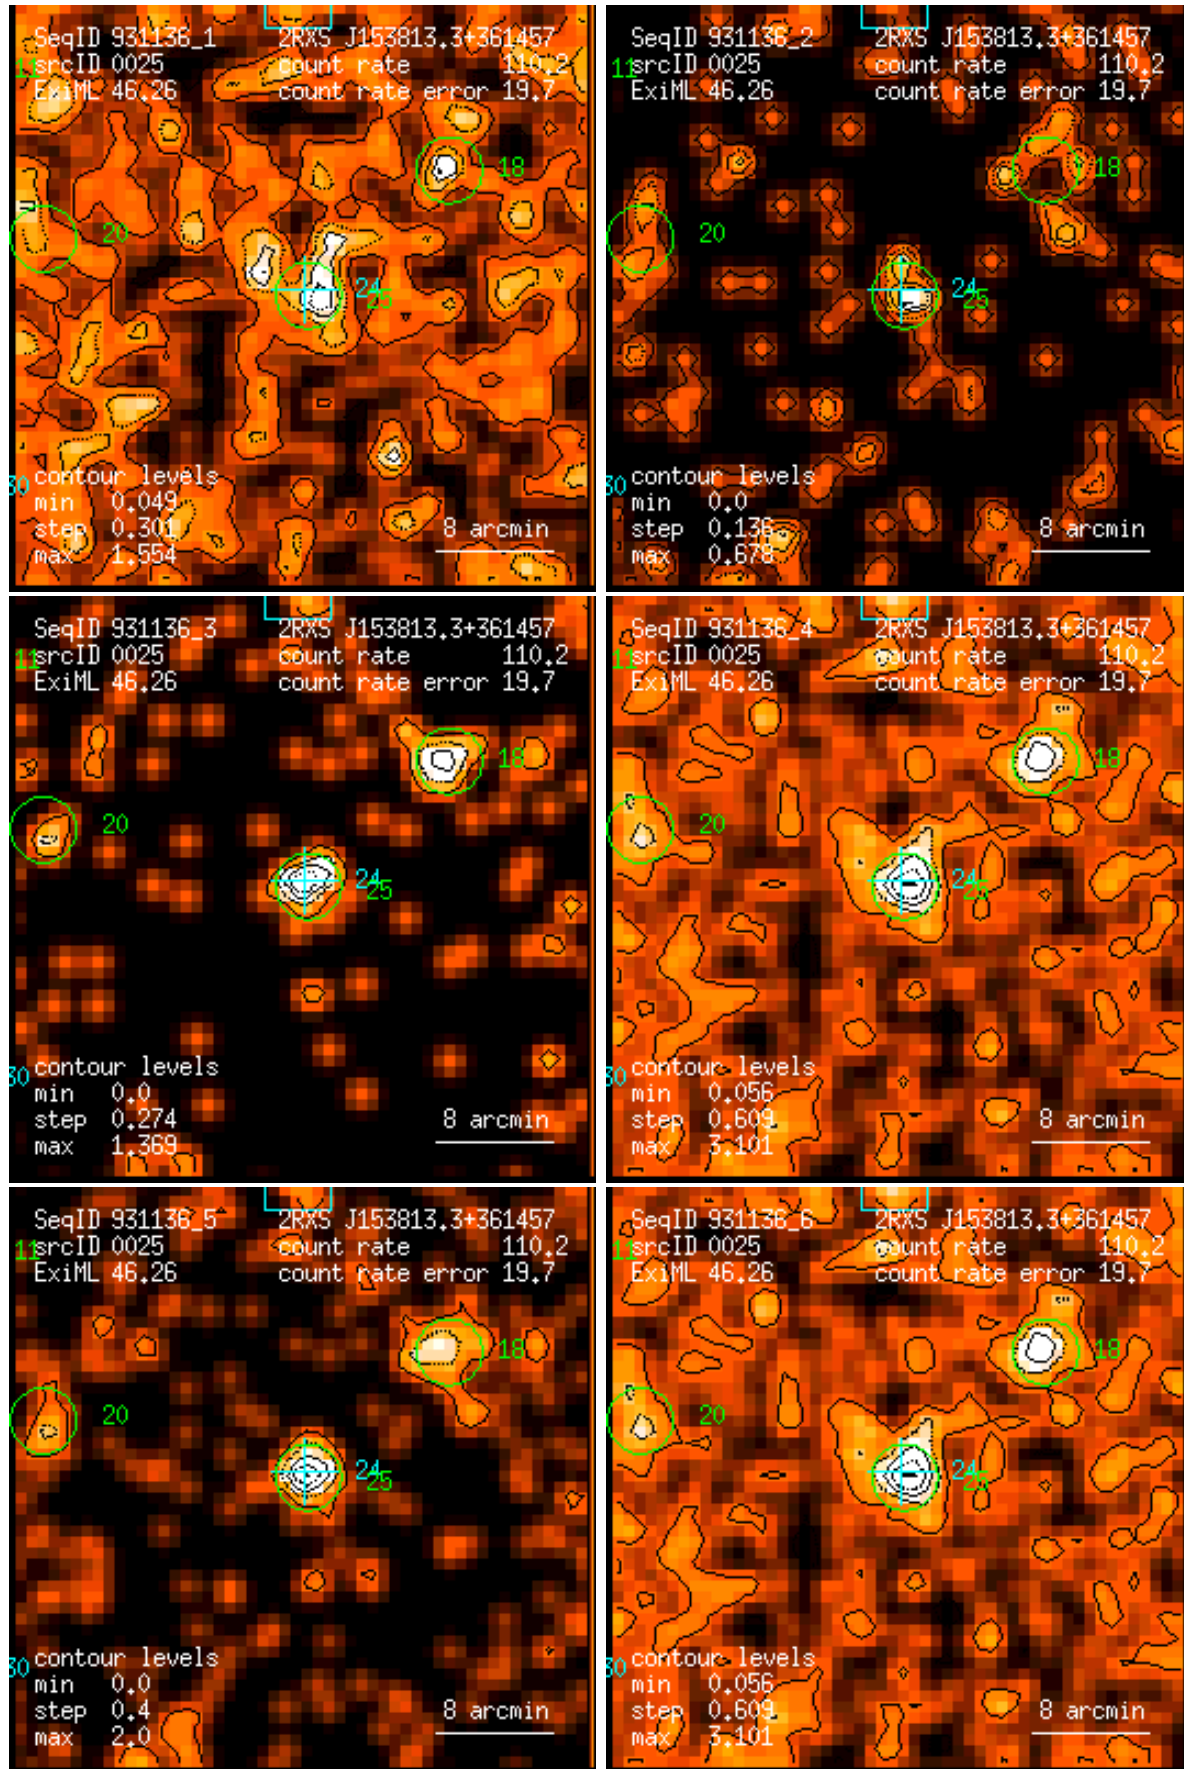 SeqID 931136_1 2RXS J153813.3+361457
11 srcID 0025 count rate 110.2
ExiML 46.26 count rate error 19.7
18
20
24
25
30 contour levels
min 0.049
step 0.301 8 arcmin
max 1.554
SeqID 931136_2 2RXS J153813.3+361457
11 srcID 0025 count rate 110.2
ExiML 46.26 count rate error 19.7
18
20
24
25
30 contour levels
min 0.0
step 0.136 8 arcmin
max 0.678
SeqID 931136_3 2RXS J153813.3+361457
11 srcID 0025 count rate 110.2
ExiML 46.26 count rate error 19.7
18
20
24
25
30 contour levels
min 0.0
step 0.274 8 arcmin
max 1.369
SeqID 931136_4 2RXS J153813.3+361457
11 srcID 0025 count rate 110.2
ExiML 46.26 count rate error 19.7
18
20
24
25
30 contour levels
min 0.056
step 0.609 8 arcmin
max 3.101
SeqID 931136_5 2RXS J153813.3+361457
11 srcID 0025 count rate 110.2
ExiML 46.26 count rate error 19.7
18
20
24
25
30 contour levels
min 0.0
step 0.4 8 arcmin
max 2.0
SeqID 931136_6 2RXS J153813.3+361457
11 srcID 0025 count rate 110.2
ExiML 46.26 count rate error 19.7
18
20
24
25
30 contour levels
min 0.056
step 0.609 8 arcmin
max 3.101